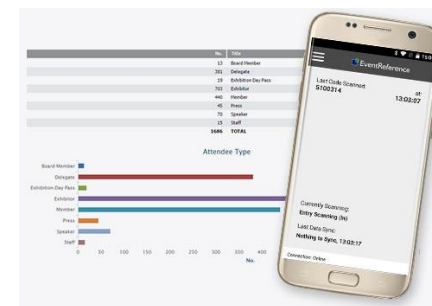 No. Title
13 Board Member
381 Delegate
19 Exhibition Day Pass
703 Exhibitor
440 Member
45 Press
70 Speaker
15 Staff
1686 TOTAL
Attendee Type
Board Member
Delegate
Exhibition-Day Pass
Exhibitor
Member
Press
Speaker
Staff
0 50 100 150 200 250 300 350 400
No.
EventReference
Last Code Scanned: at:
S100314 13:03:07
Currently Scanning:
Entry Scanning (In)
Last Data Sync:
Nothing to Sync, 13:03:17
Connection: Online